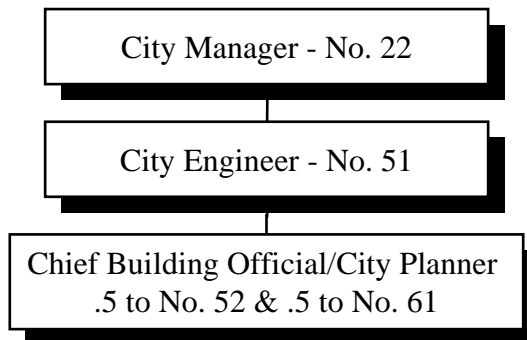 City Manager - No. 22
City Engineer - No. 51
Chief Building Official/City Planner
.5 to No. 52 & .5 to No. 61